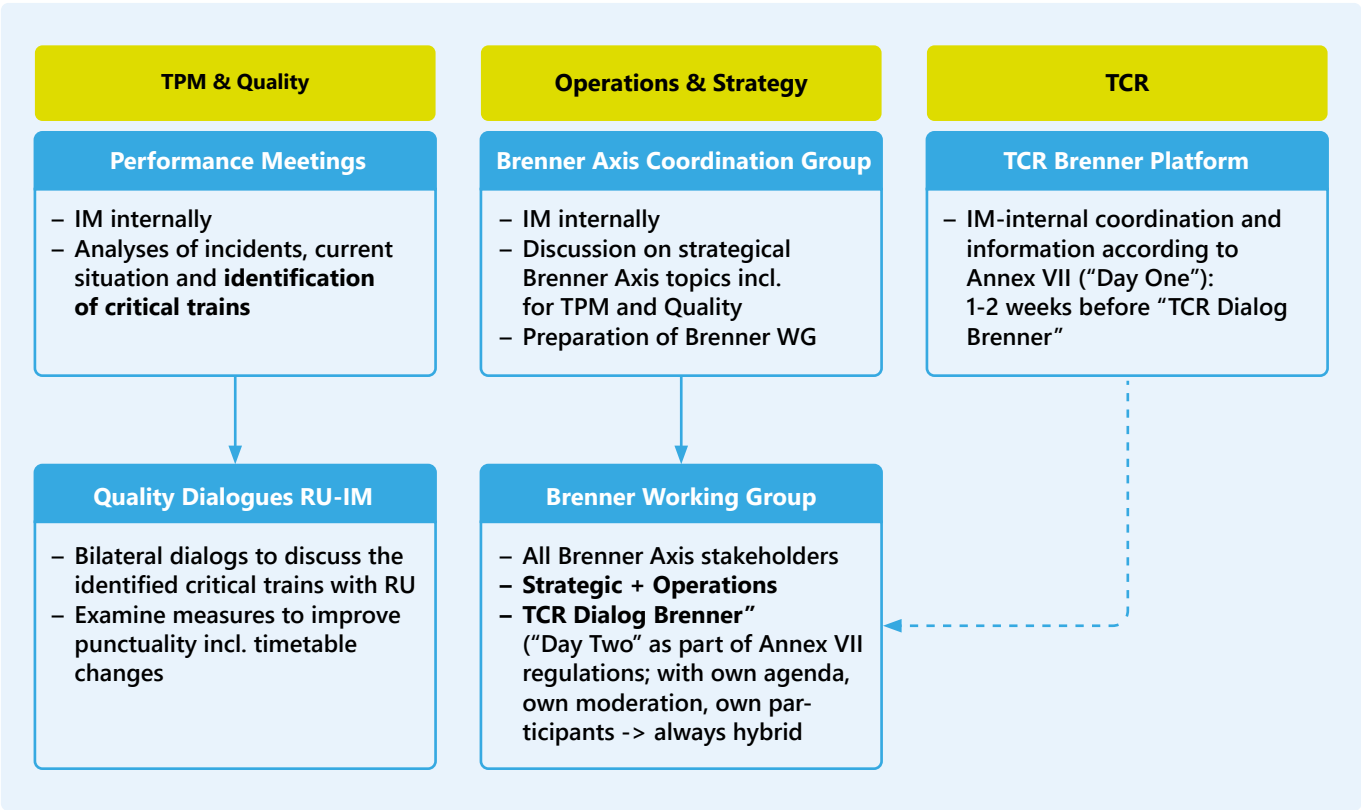 TPM & Quality
Performance Meetings
– IM internally
– Analyses of incidents, current
situation and identification
of critical trains
Quality Dialogues RU-IM
– Bilateral dialogs to discuss the
identified critical trains with RU
– Examine measures to improve
punctuality incl. timetable
changes
Operations & Strategy
Brenner Axis Coordination Group
– IM internally
– Discussion on strategical
Brenner Axis topics incl.
for TPM and Quality
– Preparation of Brenner WG
Brenner Working Group
– All Brenner Axis stakeholders
– Strategic + Operations
– TCR Dialog Brenner”
(“Day Two” as part of Annex VII
regulations; with own agenda,
own moderation, own par-
ticipants -> always hybrid
TCR
TCR Brenner Platform
– IM-internal coordination and
information according to
Annex VII (“Day One”):
1-2 weeks before “TCR Dialog
Brenner”